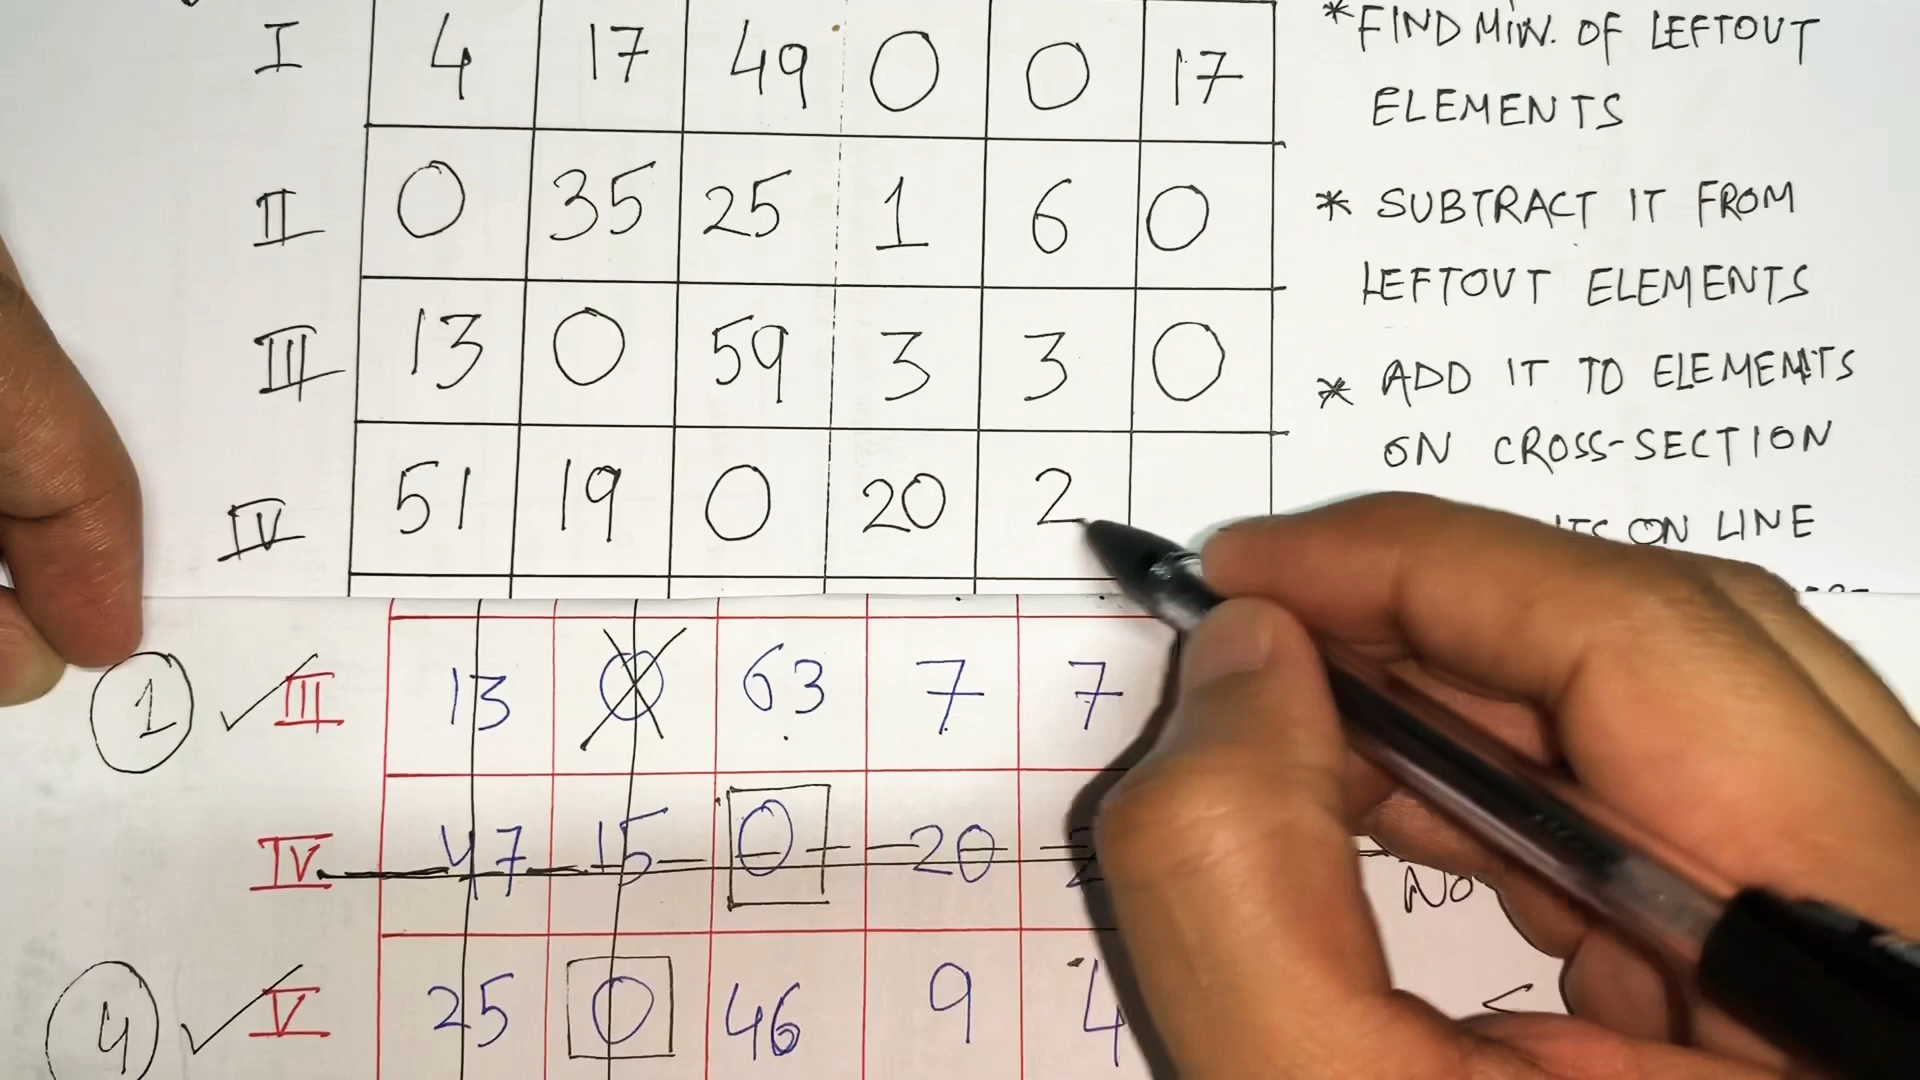 I 4 17 49 0 0 17
II 0 35 25 1 6 0
III 13 0 59 3 3 0
IV 51 19 0 20 2
* FIND MIN. OF LEFTOUT
ELEMENTS
* SUBTRACT IT FROM
LEFTOUT ELEMENTS
* ADD IT TO ELEMENTS
ON CROSS-SECTION
ON LINE
1 ✓ III 13 0 63 7 7
IV 47 15 0 20
4 ✓ V 25 0 46 9 4
<